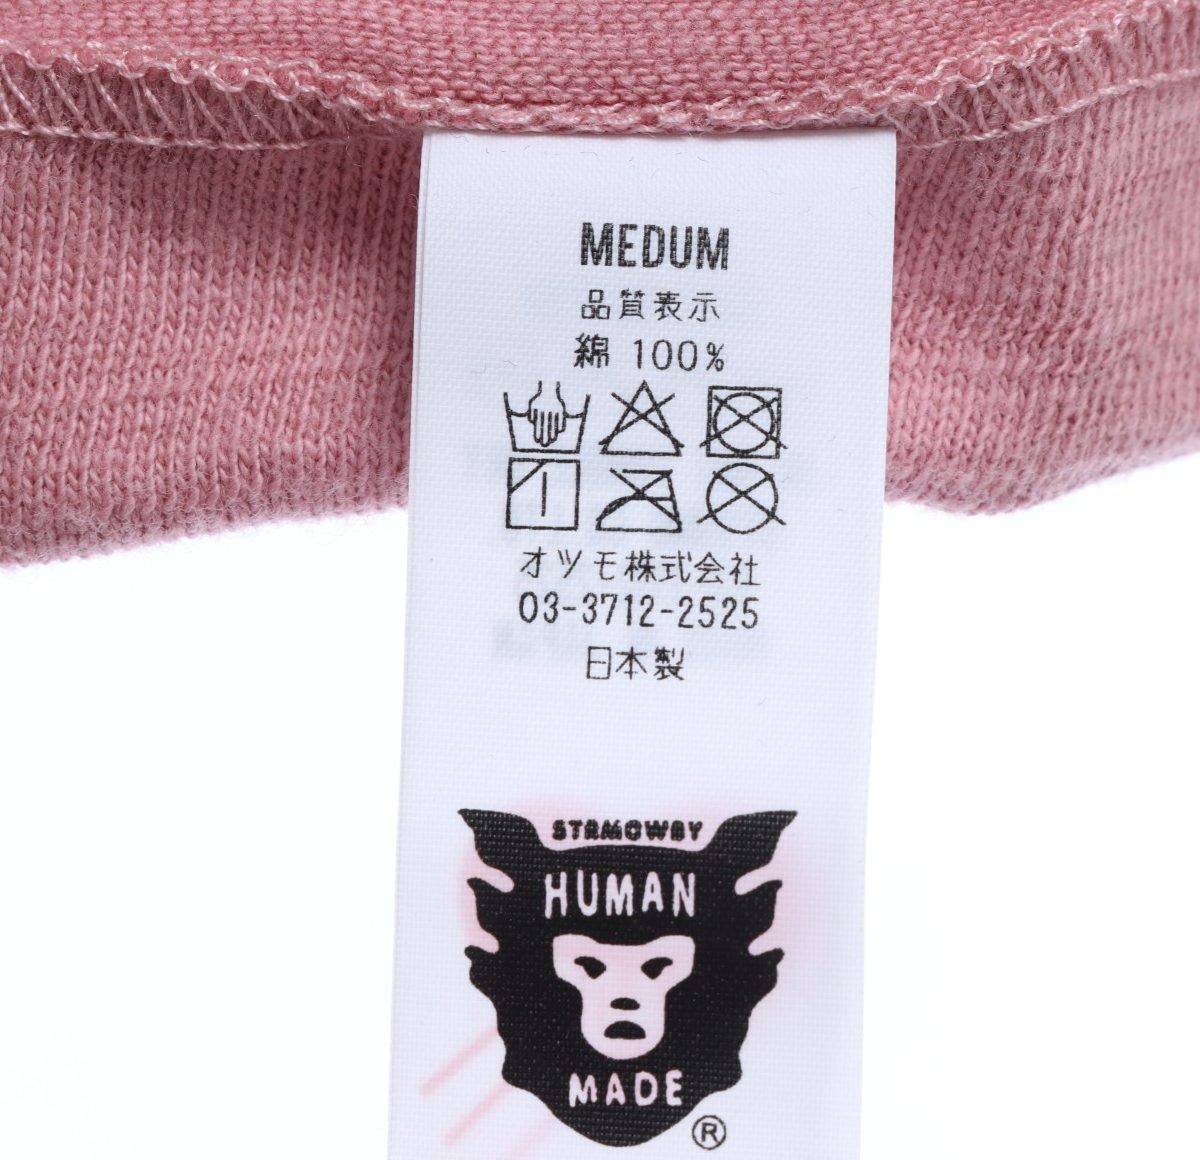 MEDUM
品質表示
綿 100%
オツモ株式会社
03-3712-2525
日本製
STRMCWBY
HUMAN
MADE
®